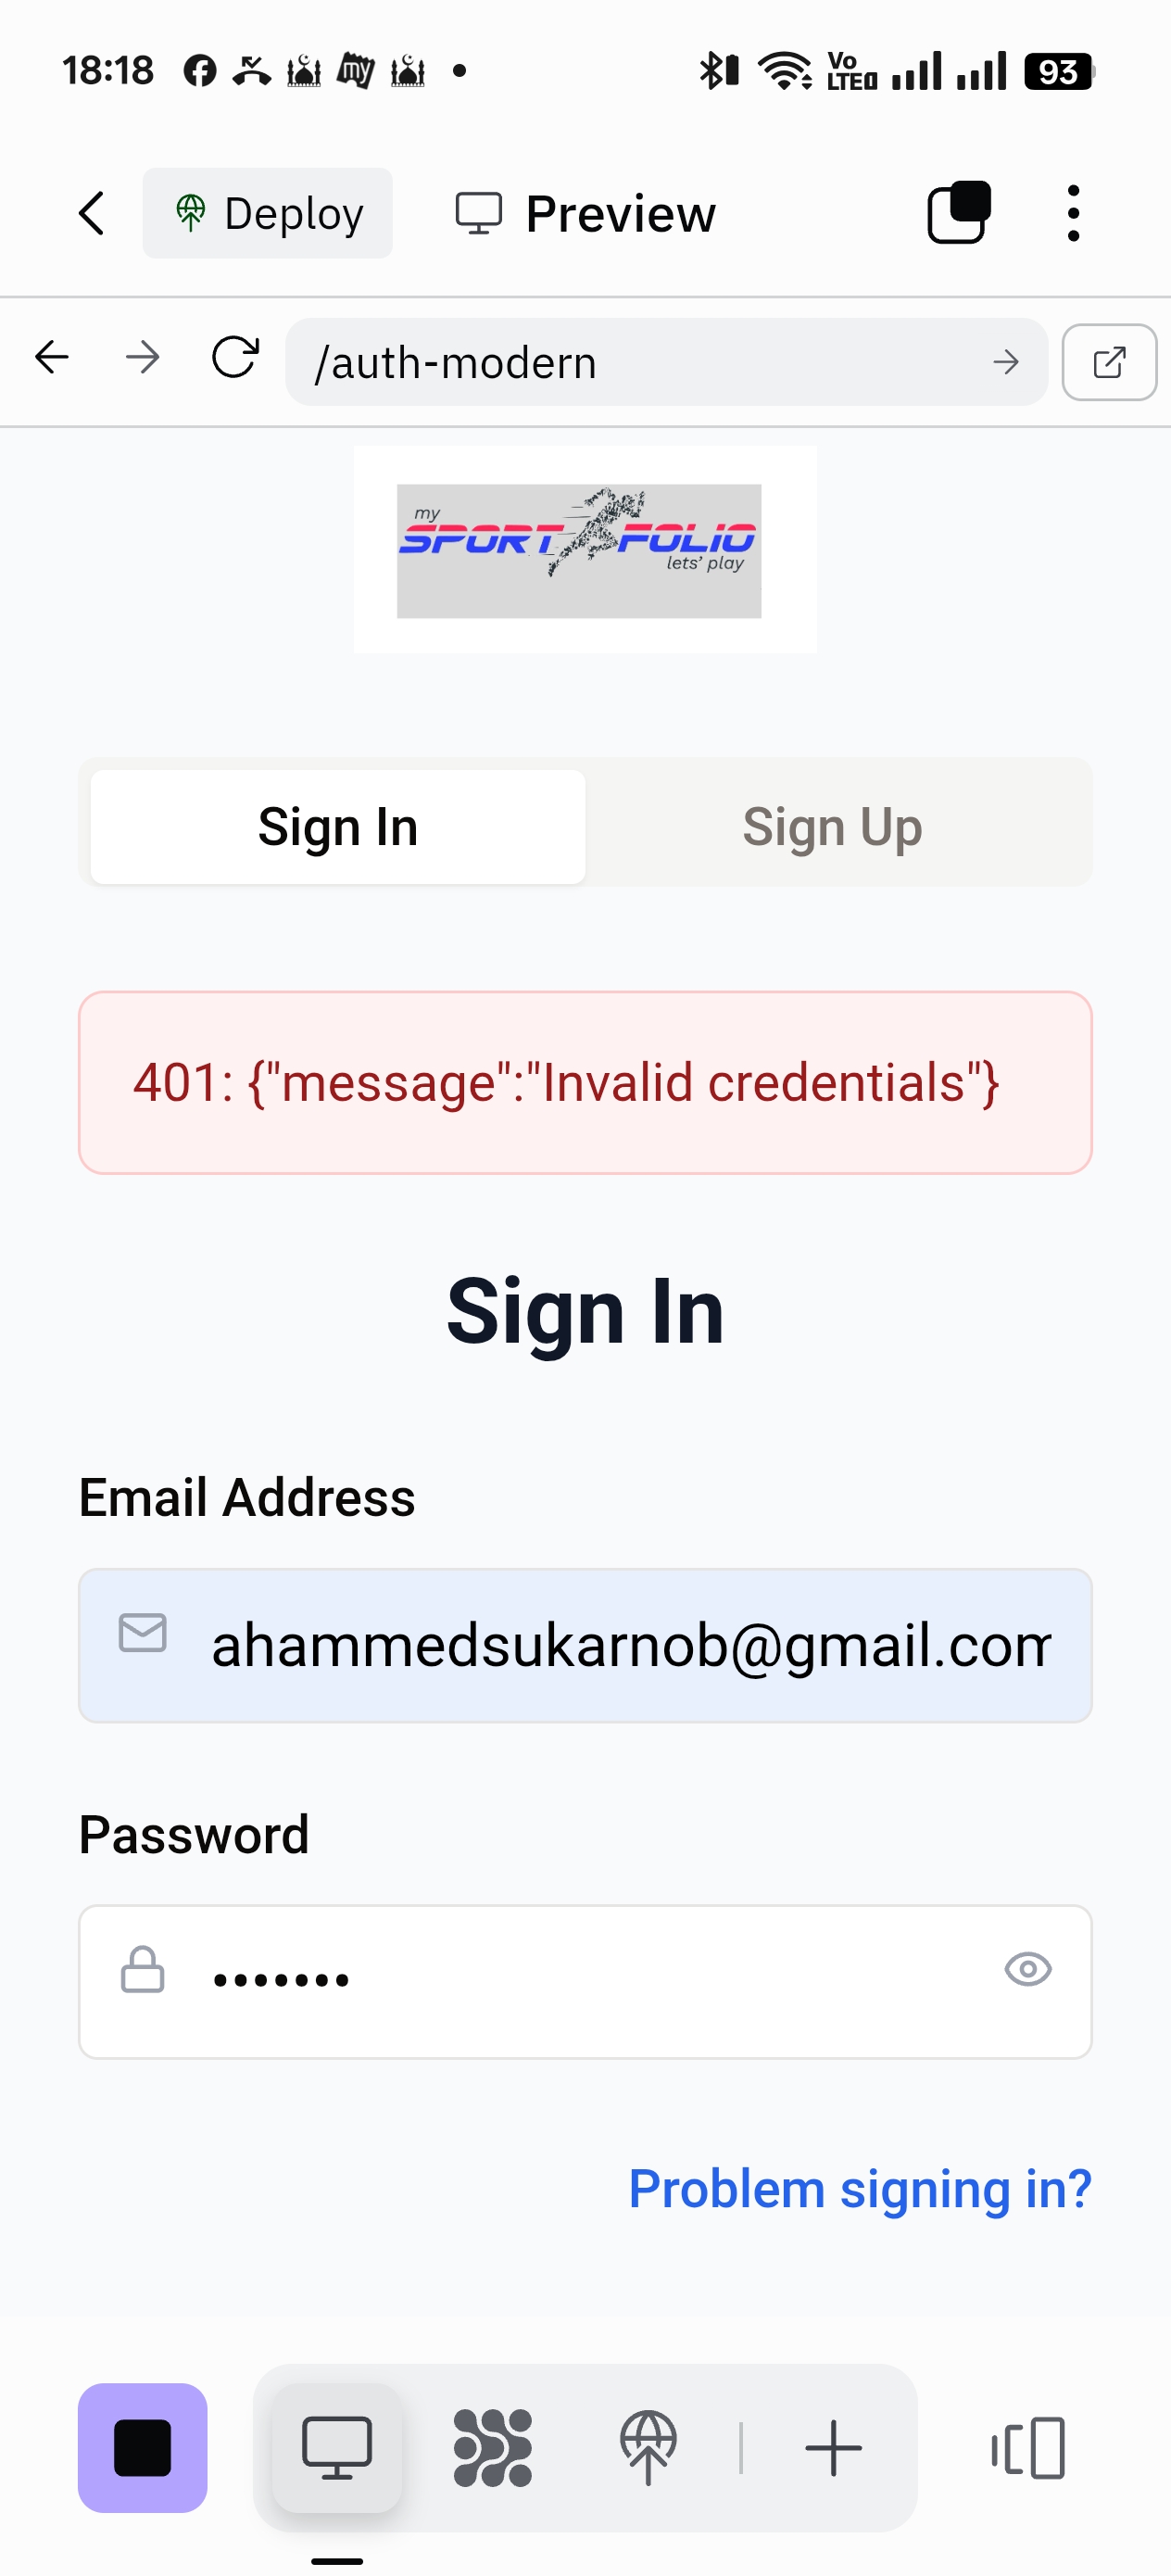 18:18 my Vo LTE 93
Deploy Preview
/auth-modern
my
SPORT FOLIO
lets' play
Sign In Sign Up
401: {"message":"Invalid credentials"}
Sign In
Email Address
ahammedsukarnob@gmail.com
Password
Problem signing in?